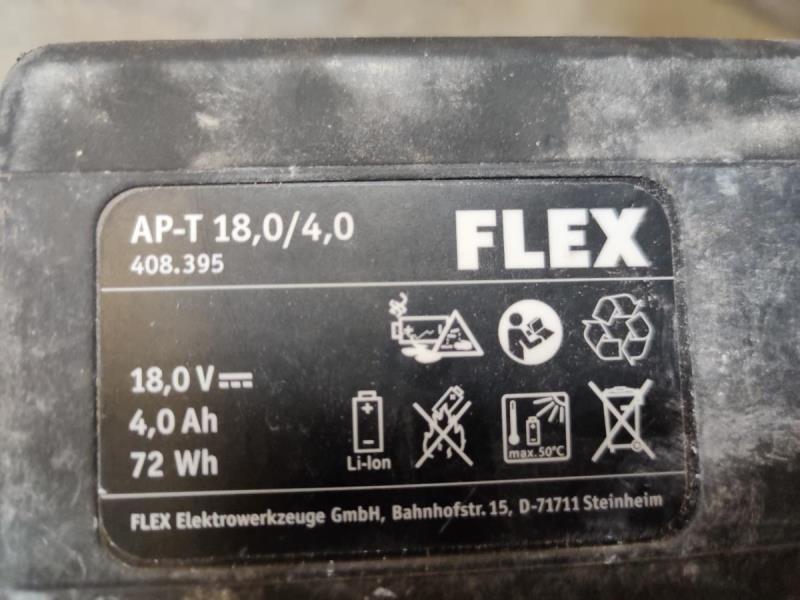 AP-T 18,0/4,0
FLEX
408.395
18,0 V
4,0 Ah
72 Wh
Li-Ion
max. 50°C
FLEX Elektrowerkzeuge GmbH, Bahnhofstr. 15, D-71711 Steinheim